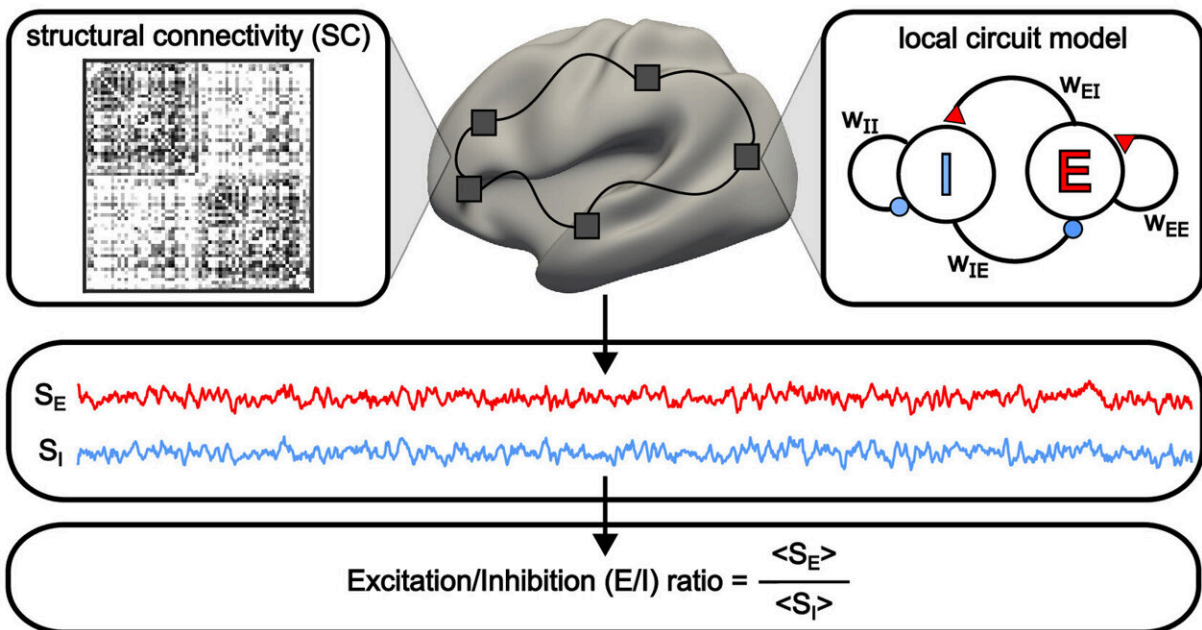 structural connectivity (SC)
local circuit model
w_EI
w_II
I
E
w_EE
w_IE
S_E
S_I
Excitation/Inhibition (E/I) ratio = <S_E> / <S_I>